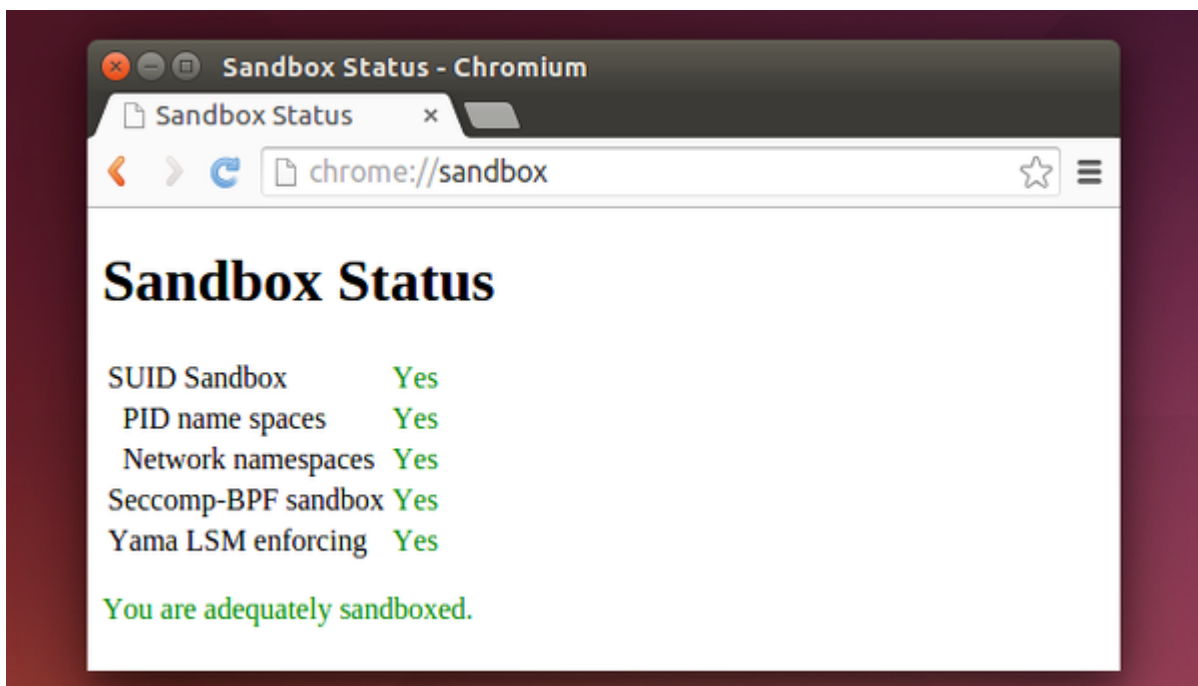 Sandbox Status - Chromium
Sandbox Status
chrome://sandbox
Sandbox Status
SUID Sandbox Yes
PID name spaces Yes
Network namespaces Yes
Seccomp-BPF sandbox Yes
Yama LSM enforcing Yes
You are adequately sandboxed.